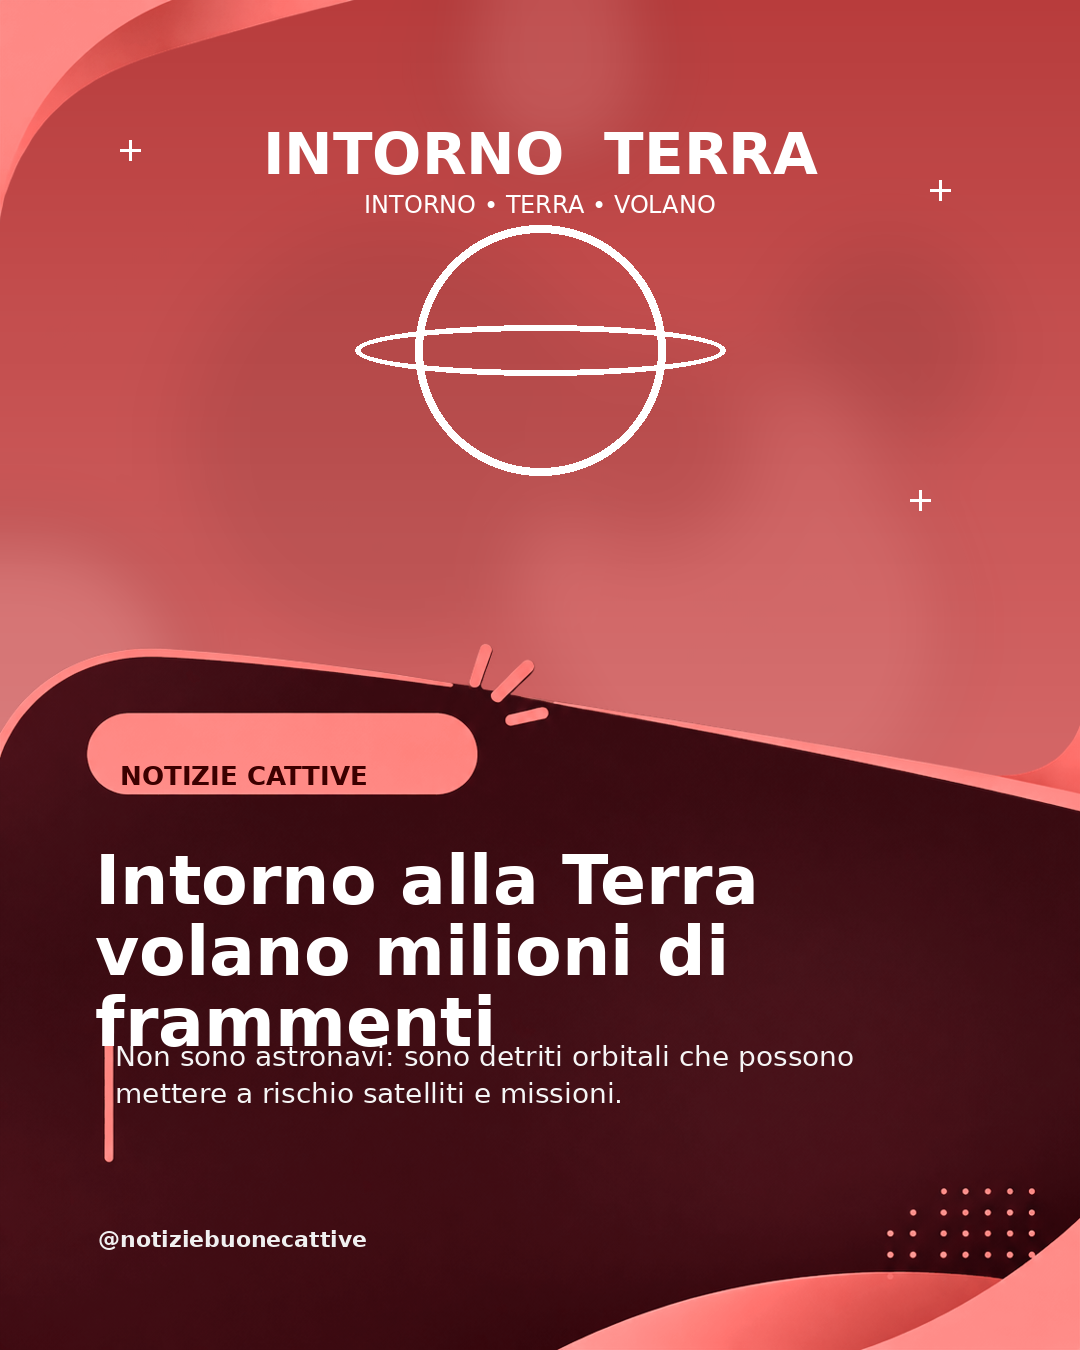 INTORNO TERRA
INTORNO • TERRA • VOLANO
NOTIZIE CATTIVE
Intorno alla Terra
volano milioni di
frammenti
Non sono astronavi: sono detriti orbitali che possono
mettere a rischio satelliti e missioni.
@notiziebuonecattive